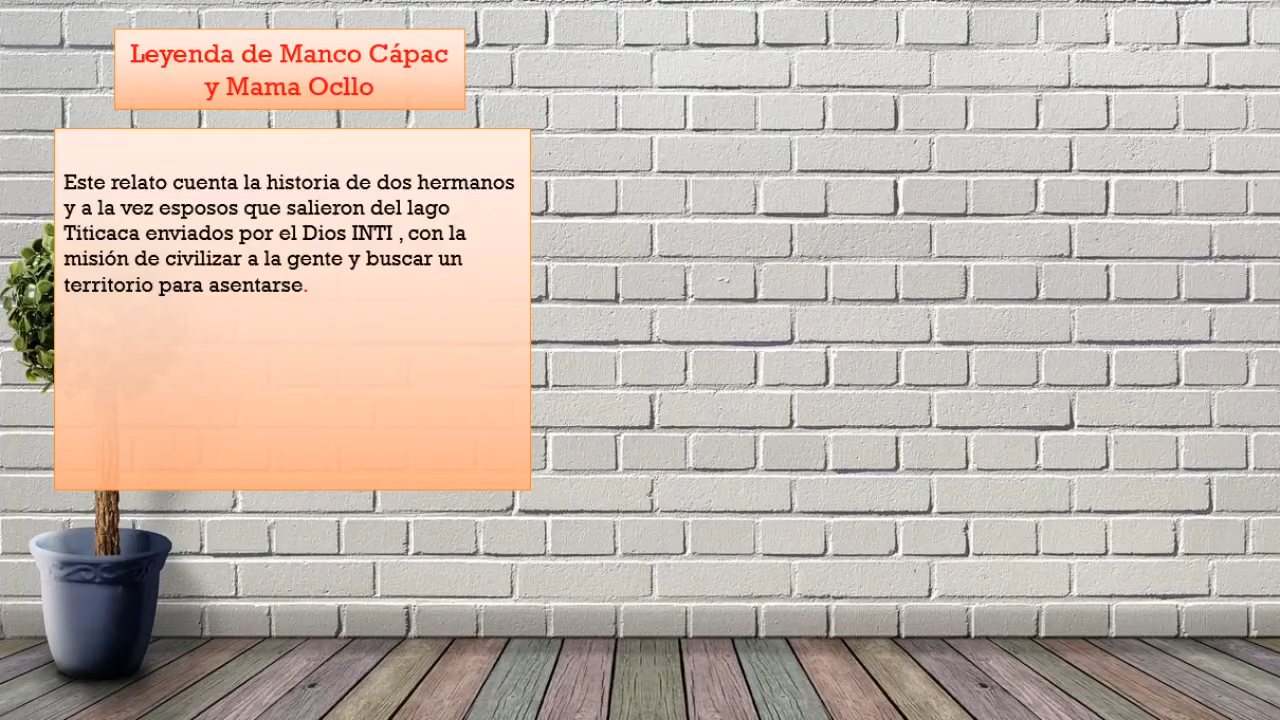 Leyenda de Manco Cápac
y Mama Ocllo
Este relato cuenta la historia de dos hermanos
y a la vez esposos que salieron del lago
Titicaca enviados por el Dios INTI , con la
misión de civilizar a la gente y buscar un
territorio para asentarse.